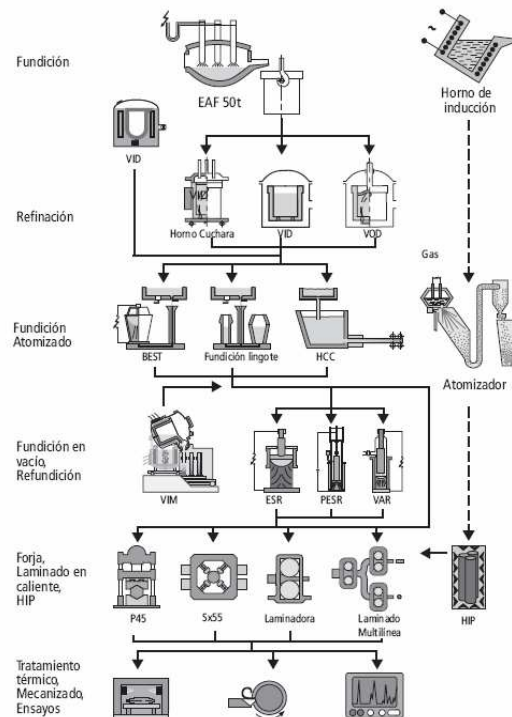 Fundición
EAF 50t
Horno de
inducción
VID
Refinación
VID
Horno Cuchara
VID
VOD
Gas
Fundición
Atomizado
BEST
Fundición lingote
HCC
Atomizador
Fundición en
vacío,
Refundición
VIM
ESR
PESR
VAR
Forja,
Laminado en
caliente,
HIP
P45
Sx55
Laminadora
Laminado
Multilínea
HIP
Tratamiento
térmico,
Mecanizado,
Ensayos